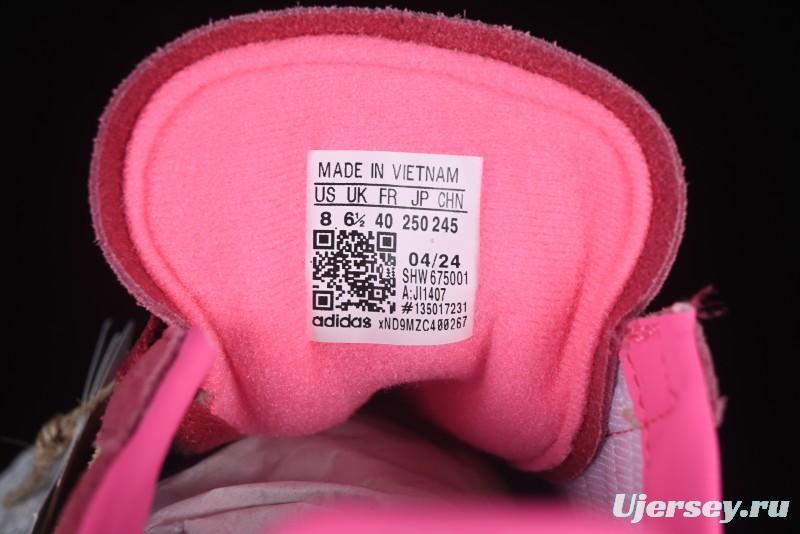 MADE IN VIETNAM
US UK FR JP CHN
8 6½ 40 250 245
04/24
SHW 675001
A:JI1407
#135017231
adidas xND9MZC400267
Ujersey.ru